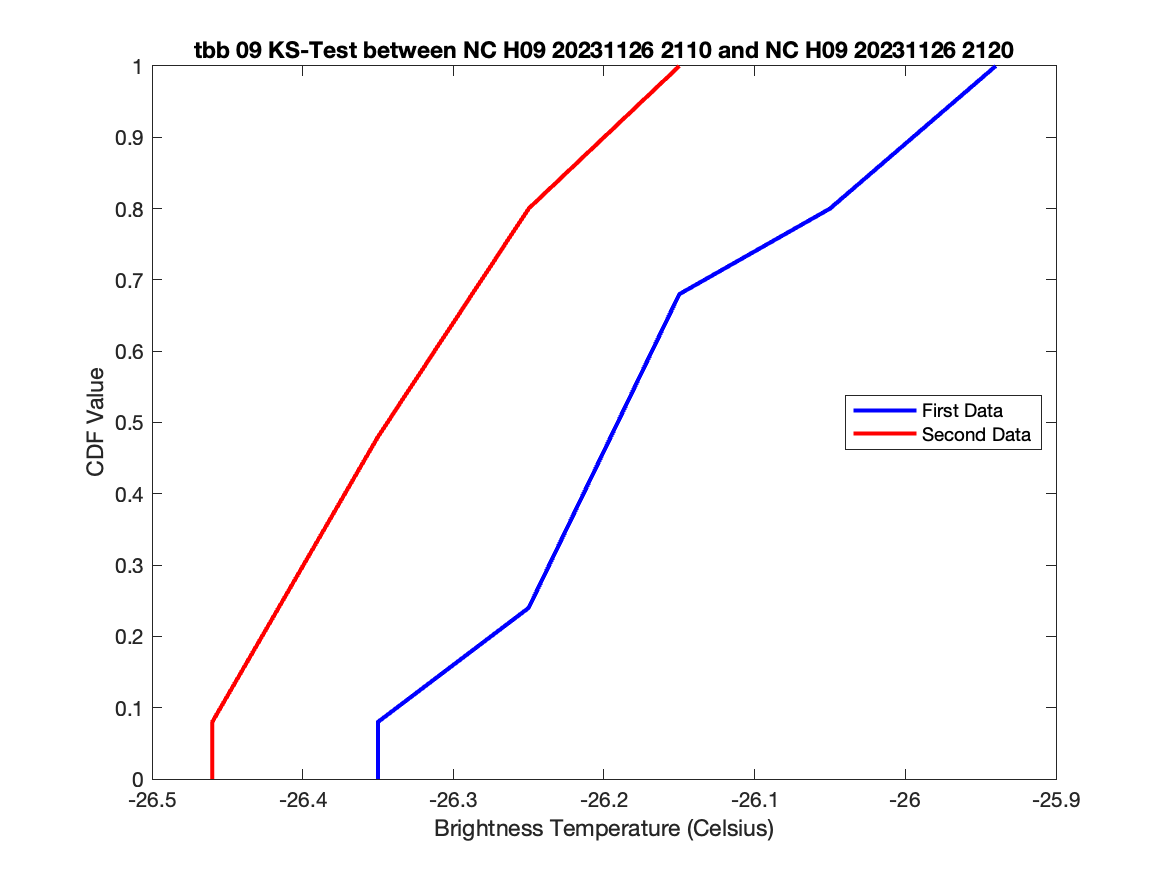 tbb 09 KS-Test between NC H09 20231126 2110 and NC H09 20231126 2120
1
0.9
0.8
0.7
0.6
0.5
0.4
0.3
0.2
0.1
0
CDF Value
First Data
Second Data
-26.5 -26.4 -26.3 -26.2 -26.1 -26 -25.9
Brightness Temperature (Celsius)